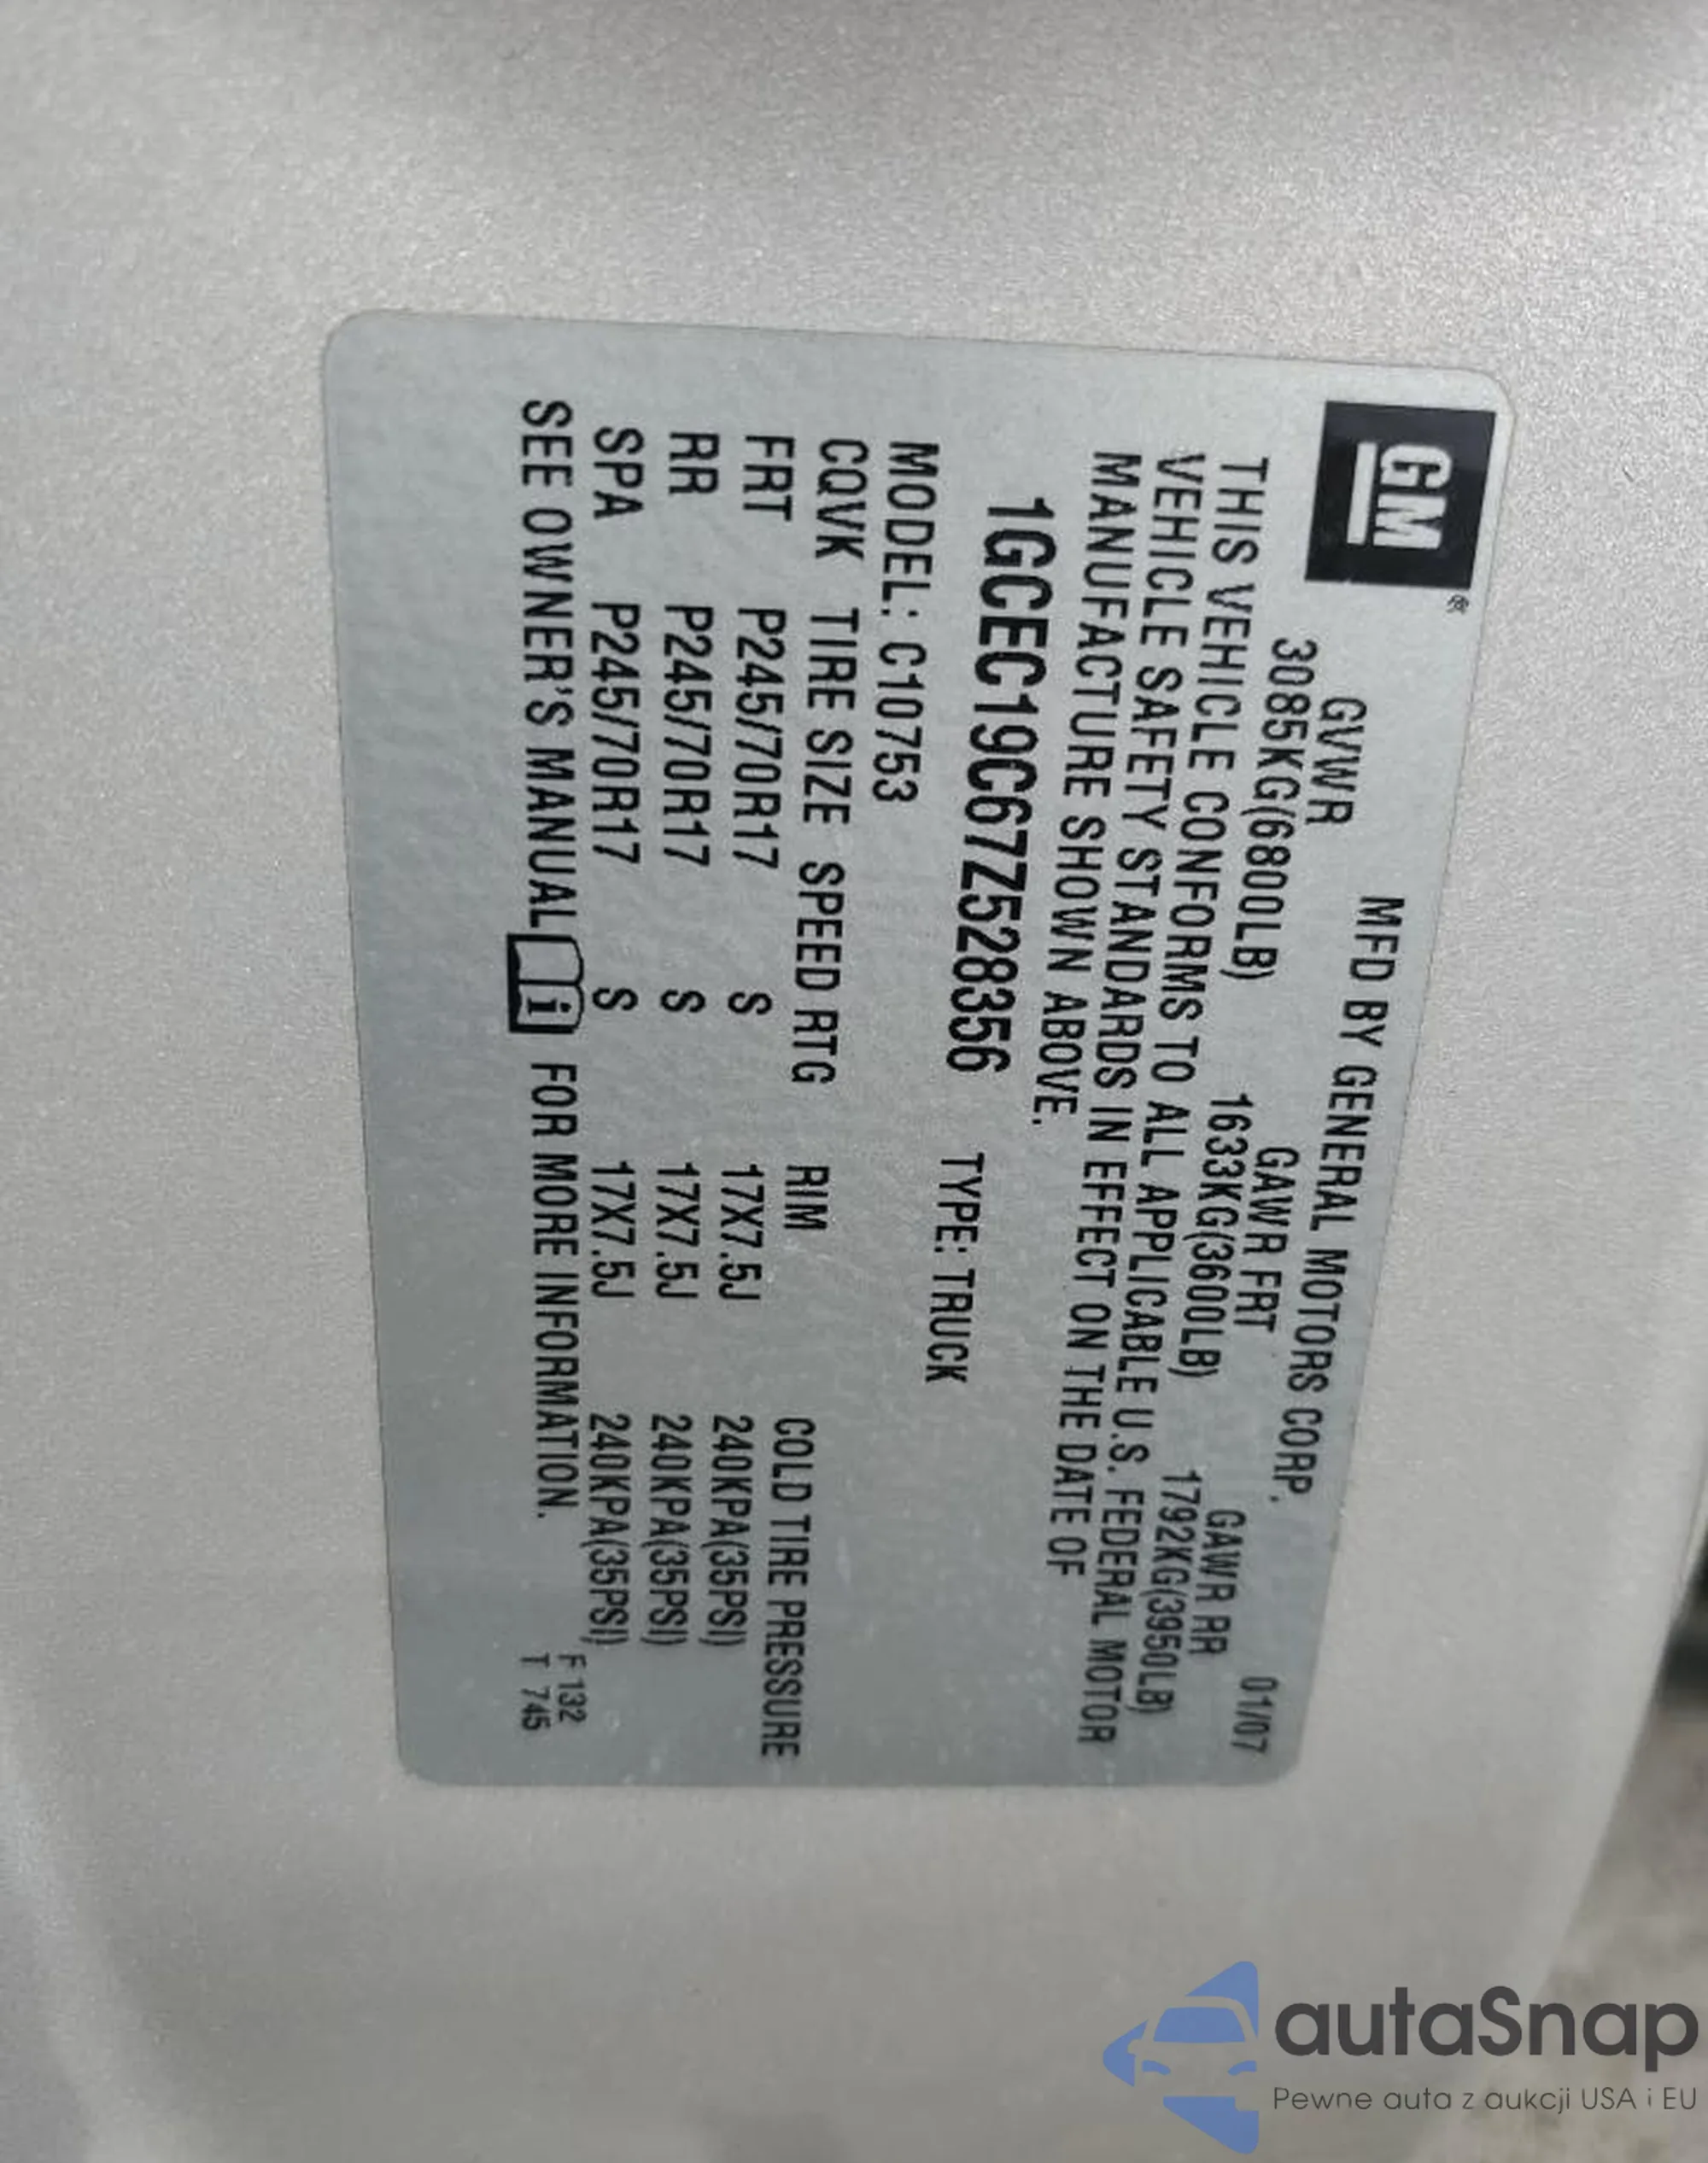 GM®
MFD BY GENERAL MOTORS CORP. 01/07
GVWR GAWR FRT GAWR RR
3085KG(6800LB) 1633KG(3600LB) 1792KG(3950LB)
THIS VEHICLE CONFORMS TO ALL APPLICABLE U.S. FEDERAL MOTOR
VEHICLE SAFETY STANDARDS IN EFFECT ON THE DATE OF
MANUFACTURE SHOWN ABOVE.
1GCEC19C67Z528356 TYPE: TRUCK
MODEL: C10753
CQVK TIRE SIZE SPEED RTG RIM COLD TIRE PRESSURE
FRT P245/70R17 S 17X7.5J 240KPA(35PSI)
RR P245/70R17 S 17X7.5J 240KPA(35PSI)
SPA P245/70R17 S 17X7.5J 240KPA(35PSI)
SEE OWNER'S MANUAL i FOR MORE INFORMATION.
F 132
T 745
autaSnap
Pewne auta z aukcji USA i EU